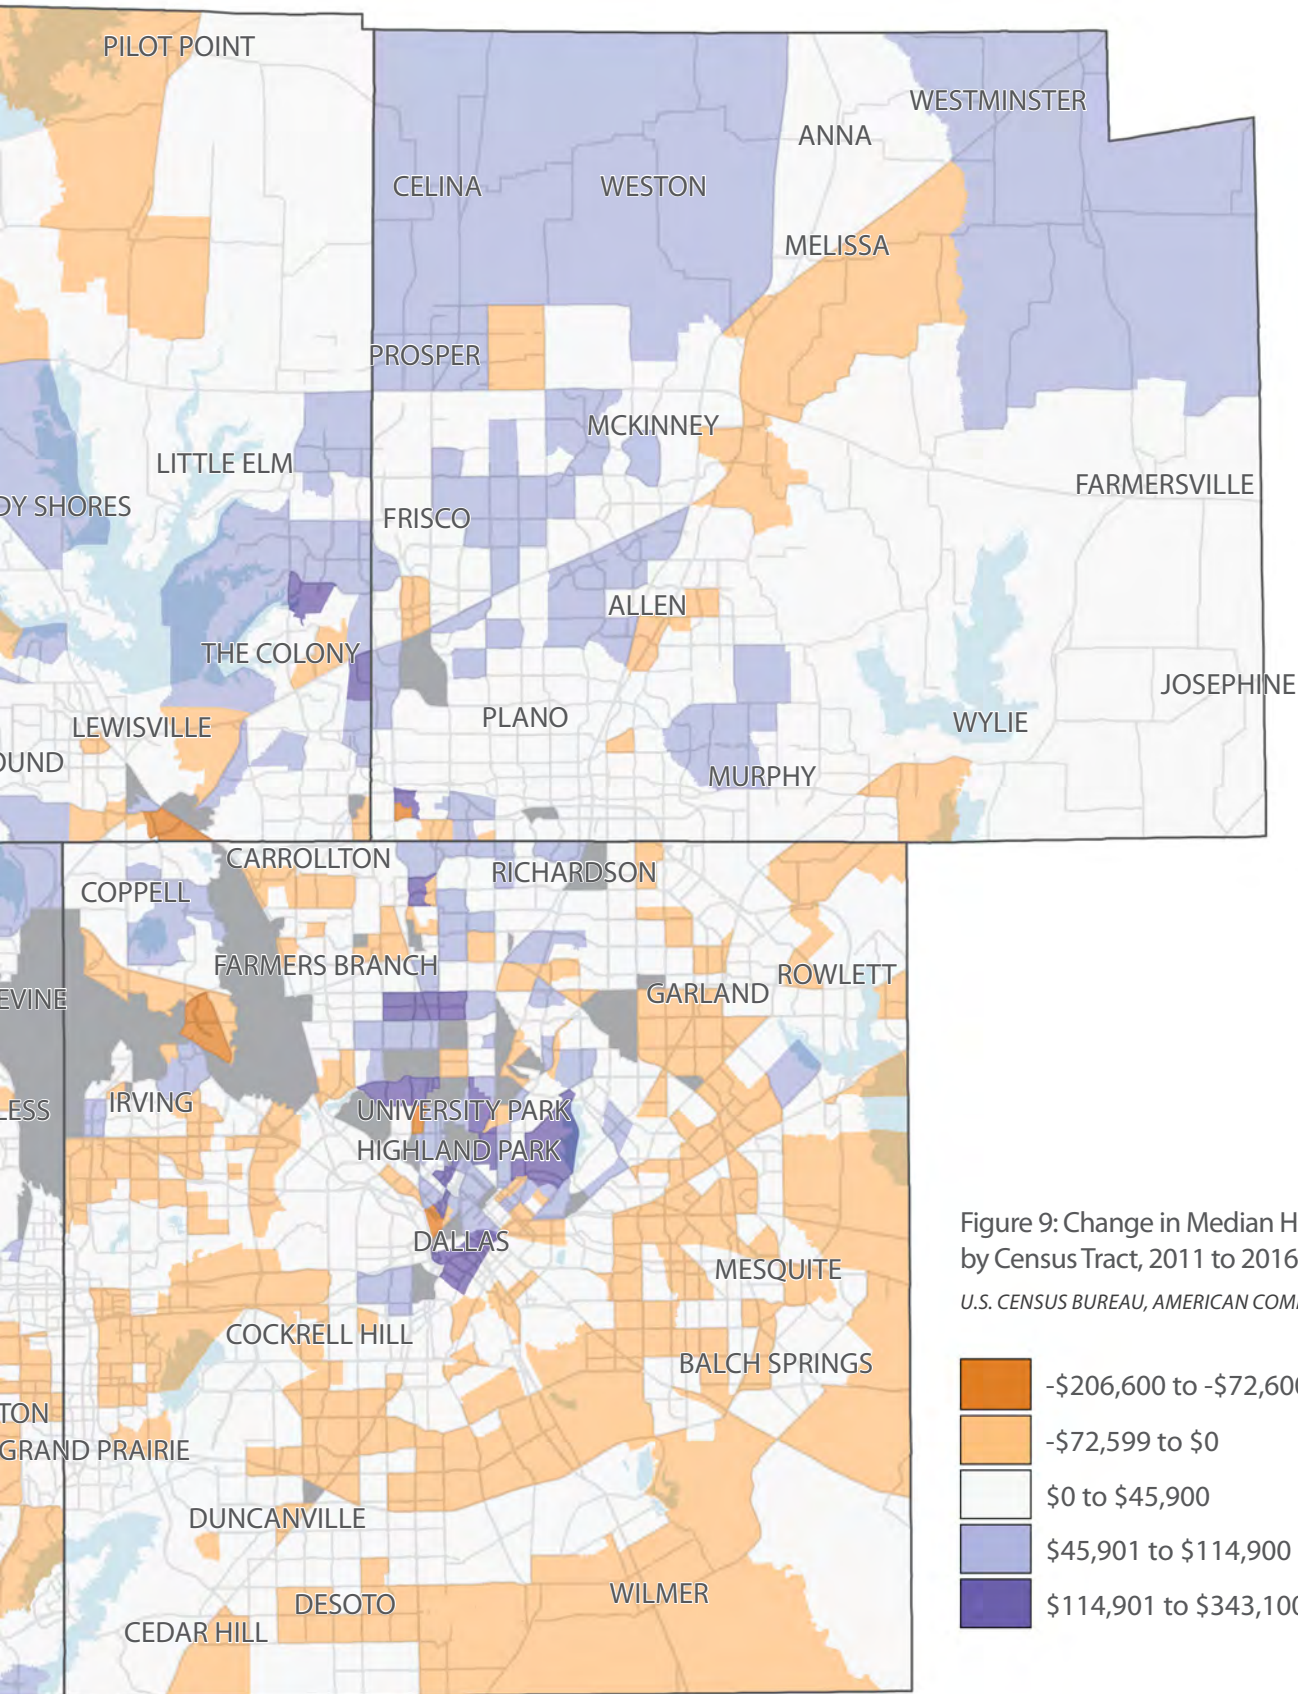 PILOT POINT
WESTMINSTER
ANNA
CELINA
WESTON
MELISSA
PROSPER
MCKINNEY
LITTLE ELM
FARMERSVILLE
DY SHORES
FRISCO
ALLEN
THE COLONY
JOSEPHINE
LEWISVILLE
PLANO
WYLIE
OUND
MURPHY
CARROLLTON
RICHARDSON
COPPELL
FARMERS BRANCH
ROWLETT
EVINE
GARLAND
LESS
IRVING
UNIVERSITY PARK
HIGHLAND PARK
DALLAS
MESQUITE
COCKRELL HILL
BALCH SPRINGS
TON
GRAND PRAIRIE
DUNCANVILLE
DESOTO
WILMER
CEDAR HILL
Figure 9: Change in Median H
by Census Tract, 2011 to 2016
U.S. CENSUS BUREAU, AMERICAN COM
-$206,600 to -$72,600
-$72,599 to $0
$0 to $45,900
$45,901 to $114,900
$114,901 to $343,100